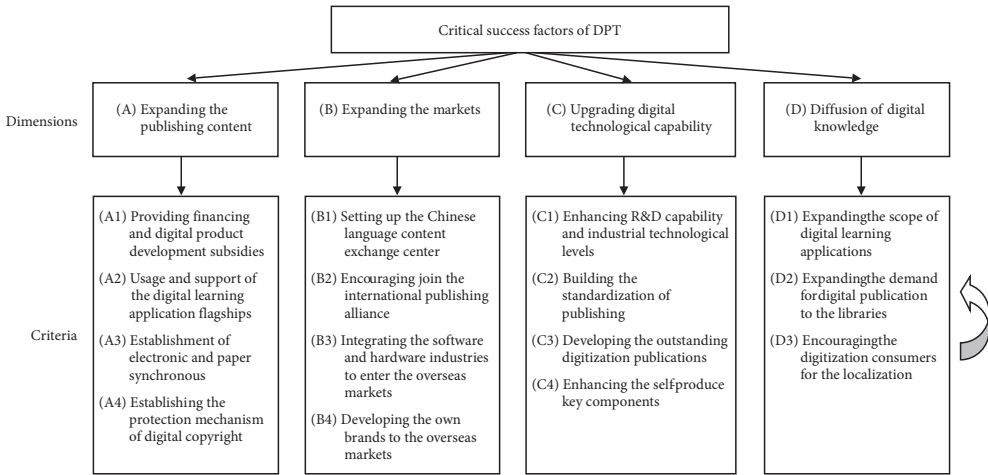 Critical success factors of DPT
Dimensions
(A) Expanding the
publishing content
(B) Expanding the markets
(C) Upgrading digital
technological capability
(D) Diffusion of digital
knowledge
Criteria
(A1) Providing financing
and digital product
development subsidies
(A2) Usage and support of
the digital learning
application flagships
(A3) Establishment of
electronic and paper
synchronous
(A4) Establishing the
protection mechanism
of digital copyright
(B1) Setting up the Chinese
language content
exchange center
(B2) Encouraging join the
international publishing
alliance
(B3) Integrating the software
and hardware industries
to enter the overseas
markets
(B4) Developing the own
brands to the overseas
markets
(C1) Enhancing R&D capability
and industrial technological
levels
(C2) Building the
standardization of
publishing
(C3) Developing the outstanding
digitization publications
(C4) Enhancing the selfproduce
key components
(D1) Expandingthe scope of
digital learning
applications
(D2) Expandingthe demand
fordigital publication
to the libraries
(D3) Encouragingthe
digitization consumers
for the localization